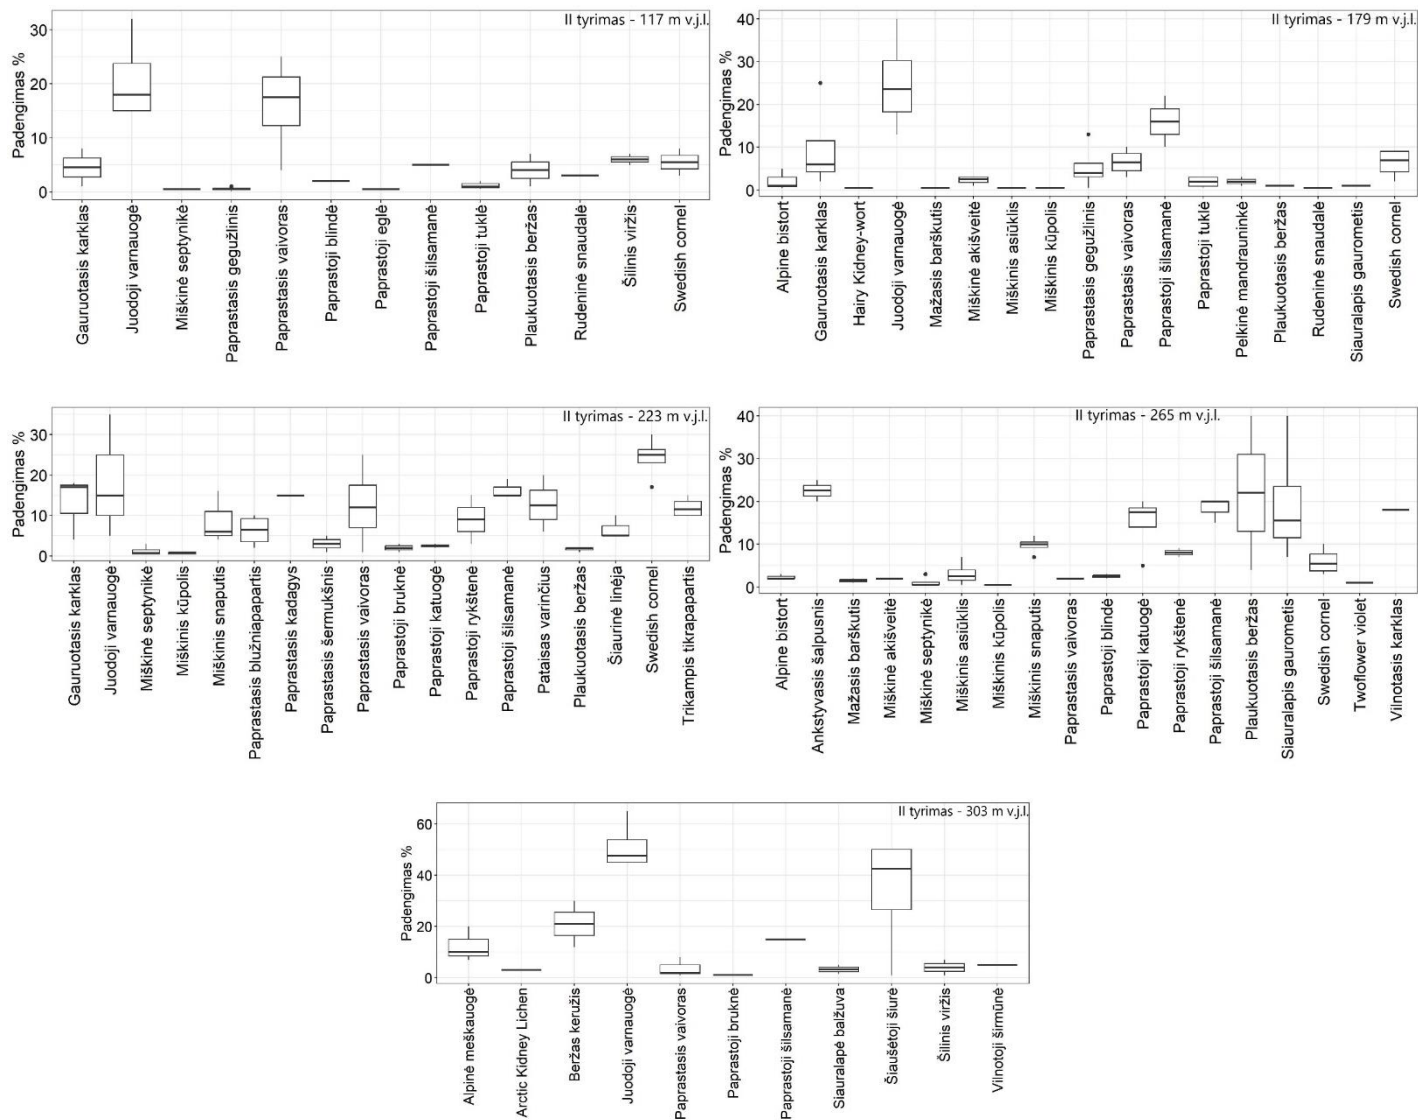 II tyrimas - 117 m v.j.l.
Padengimas %
30
20
10
0
Gauruotasis karklas
Juodoji varnauogė
Miškinė septynikė
Paprastasis gegužlinis
Paprastasis vaivoras
Paprastoji blindė
Paprastoji eglė
Paprastoji šilsamanė
Paprastoji tuklė
Plaukuotasis beržas
Rudeninė snaudalė
Šilinis viržis
Swedish cornel
II tyrimas - 179 m v.j.l.
Padengimas %
40
30
20
10
0
Alpine bistort
Gauruotasis karklas
Hairy Kidney-wort
Juodoji varnauogė
Mažasis barškutis
Miškinė akišveitė
Miškinis asiūklis
Miškinis kūpolis
Paprastasis gegužlinis
Paprastasis vaivoras
Paprastoji šilsamanė
Paprastoji tuklė
Pelkinė mandrauninkė
Plaukuotasis beržas
Rudeninė snaudalė
Siauralapis gaurometis
Swedish cornel
II tyrimas - 223 m v.j.l.
Padengimas %
30
20
10
0
Gauruotasis karklas
Juodoji varnauogė
Miškinė septynikė
Miškinis kūpolis
Miškinis snaputis
Paprastasis blužniapapartis
Paprastasis kadagys
Paprastasis šermukšnis
Paprastasis vaivoras
Paprastoji bruknė
Paprastoji katuogė
Paprastoji rykštenė
Paprastoji šilsamanė
Pataisas varinčius
Plaukuotasis beržas
Šiaurinė linėja
Swedish cornel
Trikampis tikrapapartis
II tyrimas - 265 m v.j.l.
Padengimas %
40
30
20
10
0
Alpine bistort
Ankstyvasis šalpusnis
Mažasis barškutis
Miškinė akišveitė
Miškinė septynikė
Miškinis asiūklis
Miškinis kūpolis
Miškinis snaputis
Paprastasis vaivoras
Paprastoji blindė
Paprastoji katuogė
Paprastoji rykštenė
Paprastoji šilsamanė
Plaukuotasis beržas
Siauralapis gaurometis
Swedish cornel
Twoflower violet
Vilnotasis karklas
II tyrimas - 303 m v.j.l.
Padengimas %
60
40
20
0
Alpinė meškauogė
Arctic Kidney Lichen
Beržas keružis
Juodoji varnauogė
Paprastasis vaivoras
Paprastoji bruknė
Paprastoji šilsamanė
Siauralapė balžuva
Šiaušėtoji šiurė
Šilinis viržis
Vilnotoji širmūnė